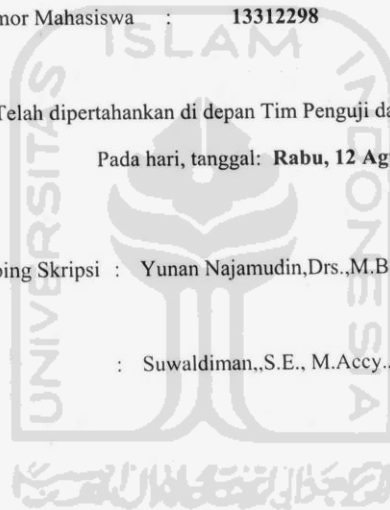 mor Mahasiswa : 13312298
ISLAM
UNIVERSITAS
INDONESIA
Telah dipertahankan di depan Tim Penguji da
Pada hari, tanggal: Rabu, 12 Ag
bing Skripsi : Yunan Najamudin,Drs.,M.B
: Suwaldiman,,S.E., M.Accy.,